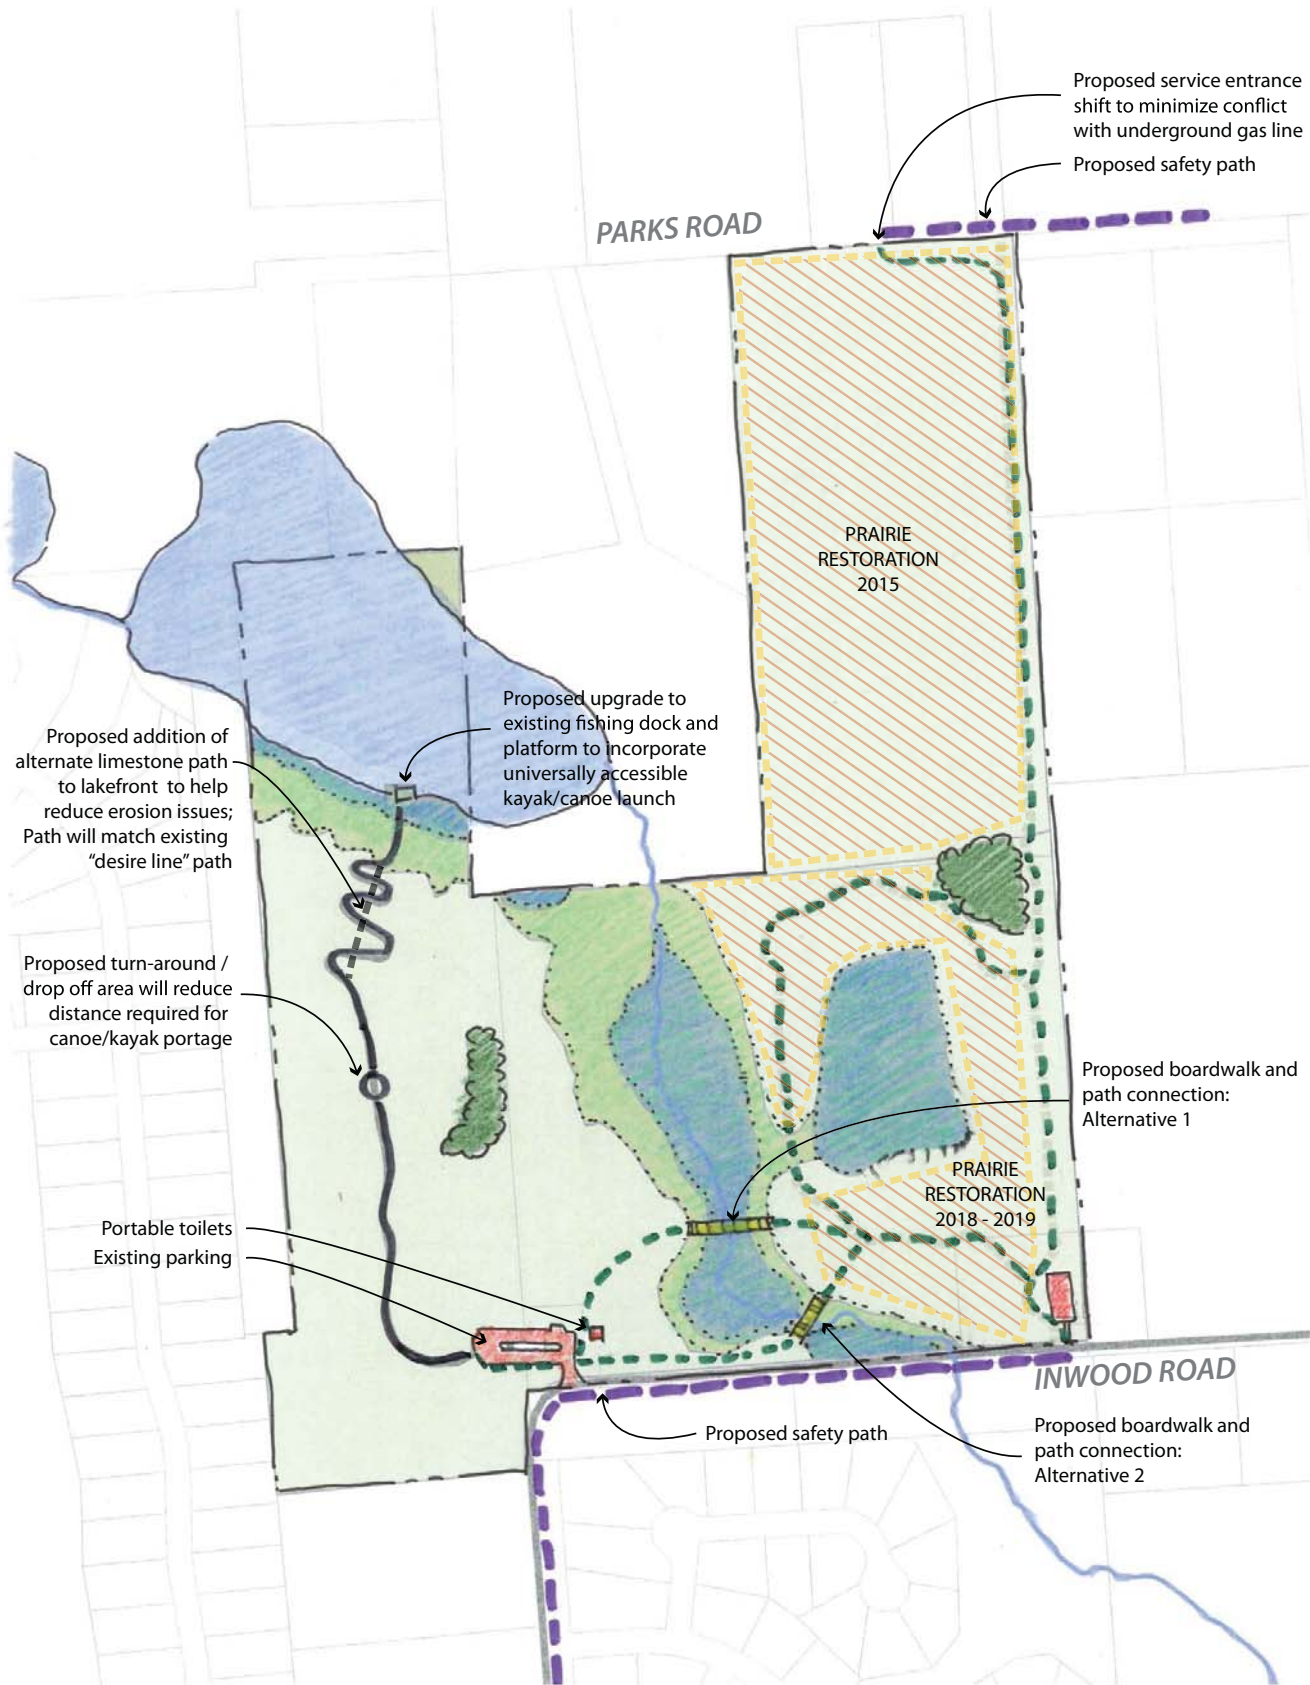 Proposed service entrance
shift to minimize conflict
with underground gas line
Proposed safety path
PARKS ROAD
PRAIRIE
RESTORATION
2015
Proposed upgrade to
existing fishing dock and
platform to incorporate
universally accessible
kayak/canoe launch
Proposed addition of
alternate limestone path
to lakefront to help
reduce erosion issues;
Path will match existing
“desire line” path
Proposed turn-around /
drop off area will reduce
distance required for
canoe/kayak portage
Proposed boardwalk and
path connection:
Alternative 1
PRAIRIE
RESTORATION
2018 - 2019
Portable toilets
Existing parking
INWOOD ROAD
Proposed safety path
Proposed boardwalk and
path connection:
Alternative 2